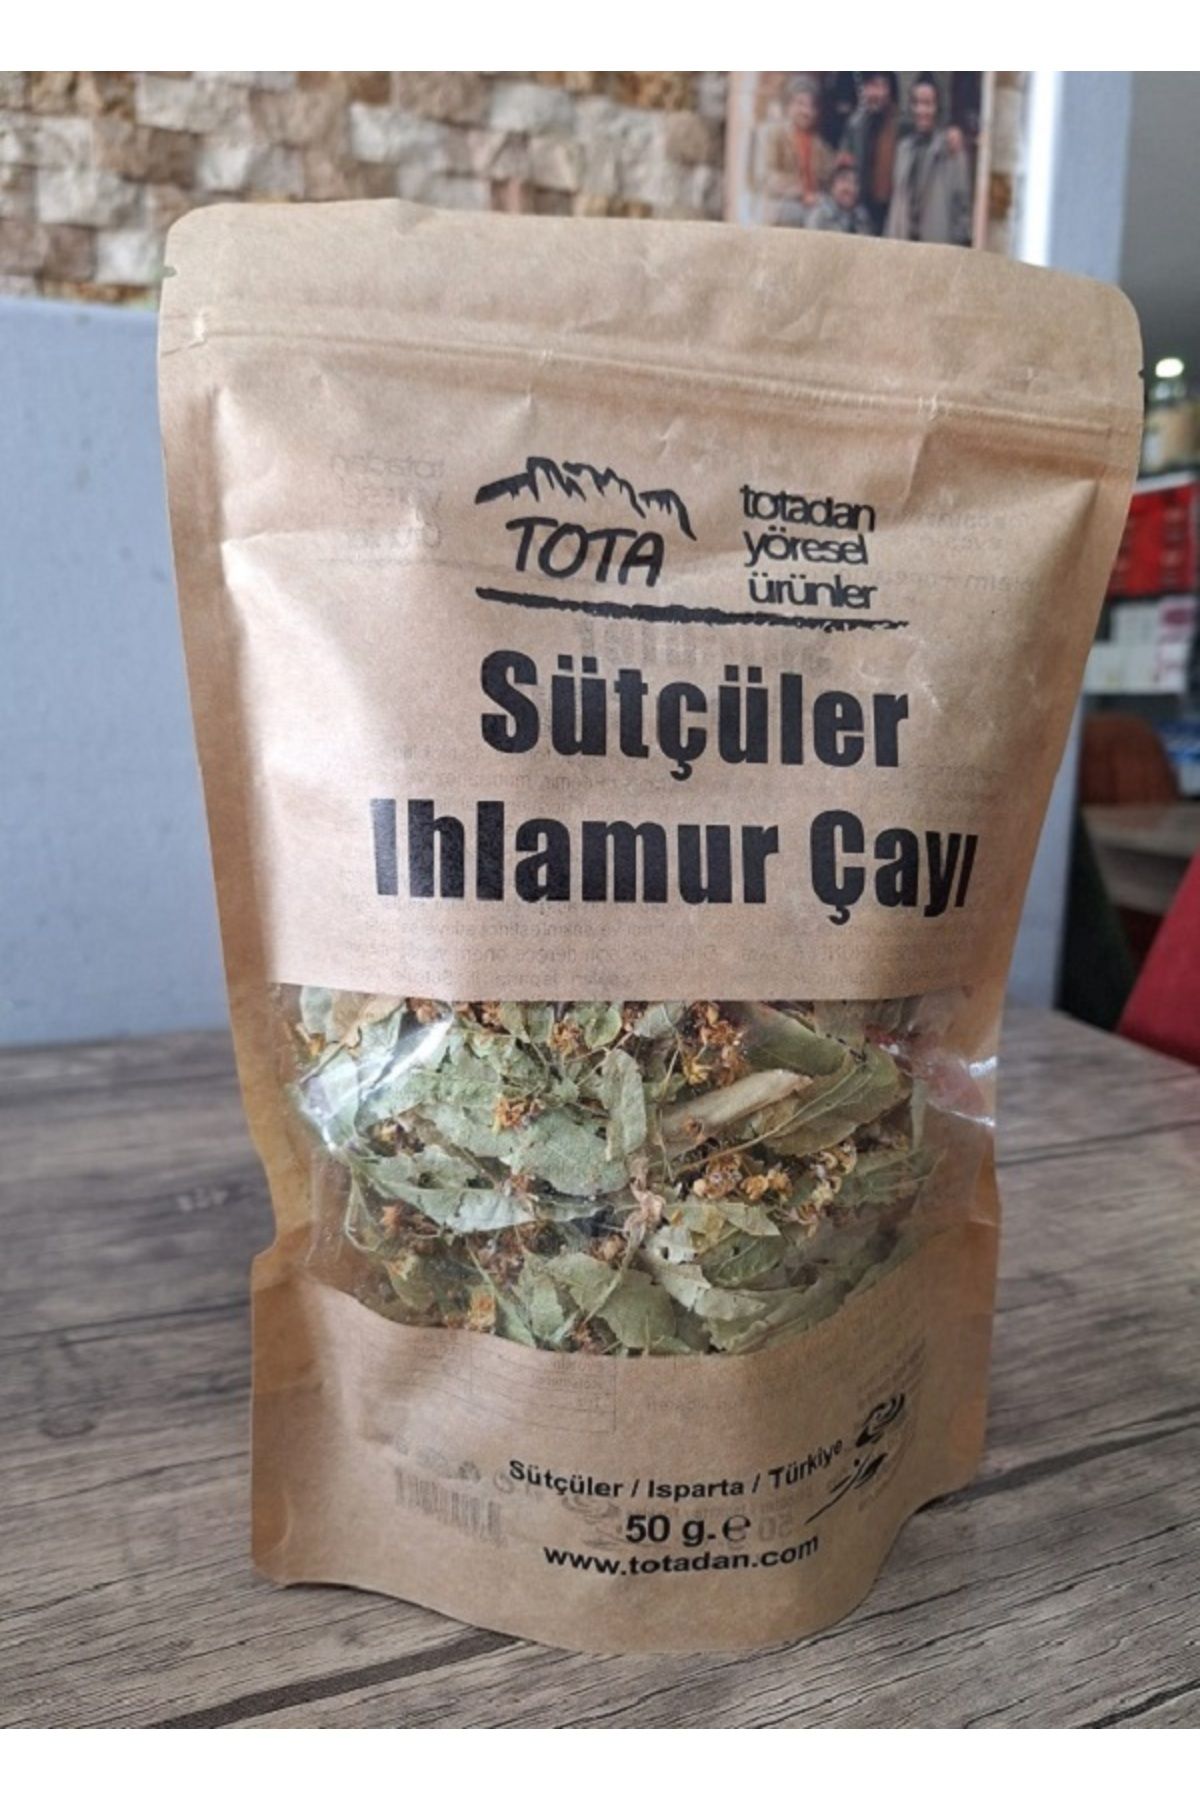 TOTA
totadan
yöresel
ürünler
Sütçüler
Ihlamur Çayı
Sütçüler / Isparta / Türkiye
50 g. ℮
www.totadan.com